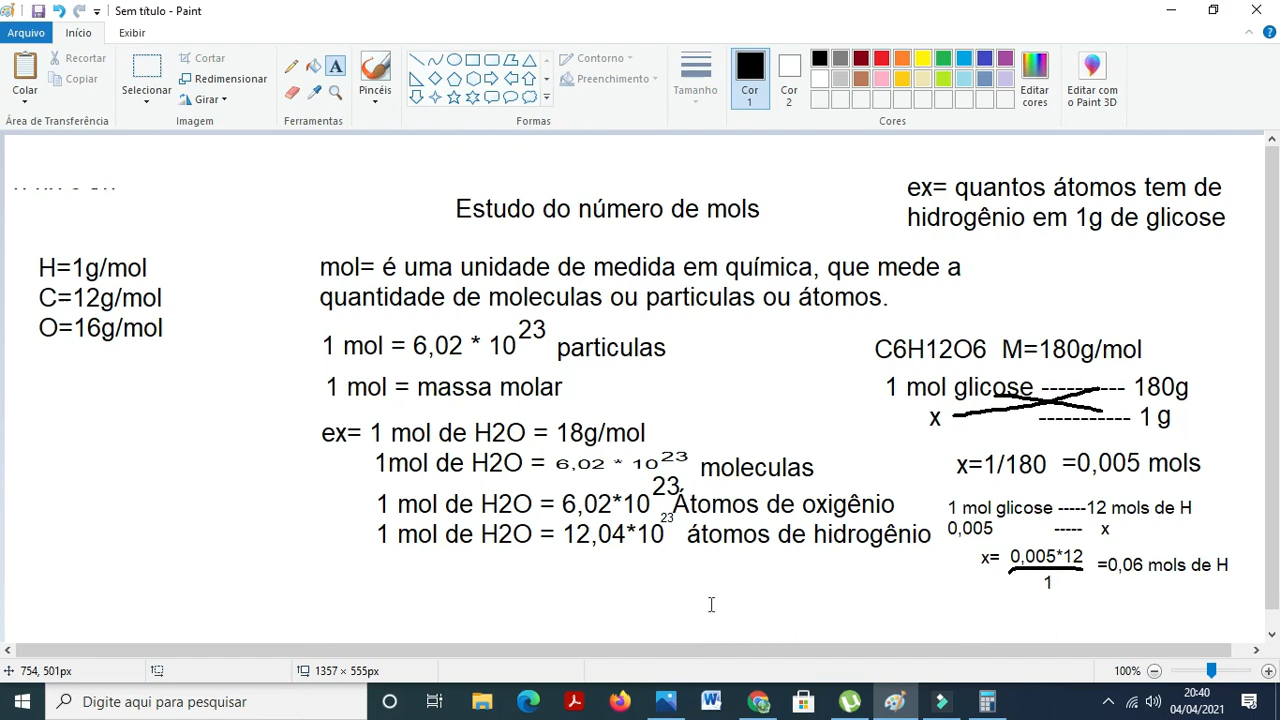 Sem título - Paint
Arquivo Início Exibir
Colar
Recortar
Copiar
Área de Transferência
Selecionar
Cortar
Redimensionar
Girar
Imagem
A
Ferramentas
Pincéis
Contorno
Preenchimento
Formas
Tamanho
Cor
1
Cor
2
Cores
Editar
cores
Editar com
o Paint 3D
Estudo do número de mols
ex= quantos átomos tem de
hidrogênio em 1g de glicose
H=1g/mol
C=12g/mol
O=16g/mol
mol= é uma unidade de medida em química, que mede a
quantidade de moleculas ou particulas ou átomos.
1 mol = 6,02 * 10 23 particulas
1 mol = massa molar
ex= 1 mol de H2O = 18g/mol
1mol de H2O = 6,02 * 10 23 moleculas
1 mol de H2O = 6,02*10 23 Átomos de oxigênio
1 mol de H2O = 12,04*10 23 átomos de hidrogênio
C6H12O6 M=180g/mol
1 mol glicose ---------- 180g
x ----------- 1 g
x=1/180 =0,005 mols
1 mol glicose -----12 mols de H
0,005 ----- x
x= 0,005*12 =0,06 mols de H
1
754, 501px
1357 × 555px
100%
Digite aqui para pesquisar
20:40
04/04/2021